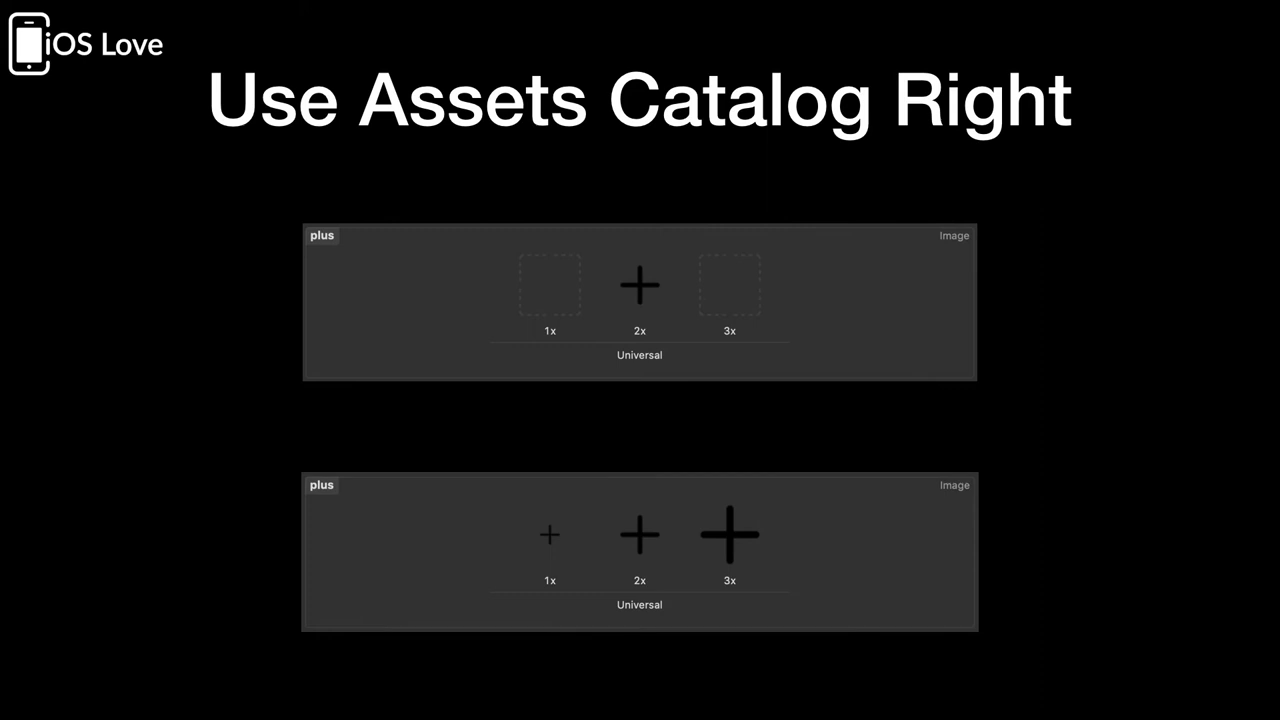 iOS Love
Use Assets Catalog Right
plus
Image
1x
2x
3x
Universal
plus
Image
1x
2x
3x
Universal